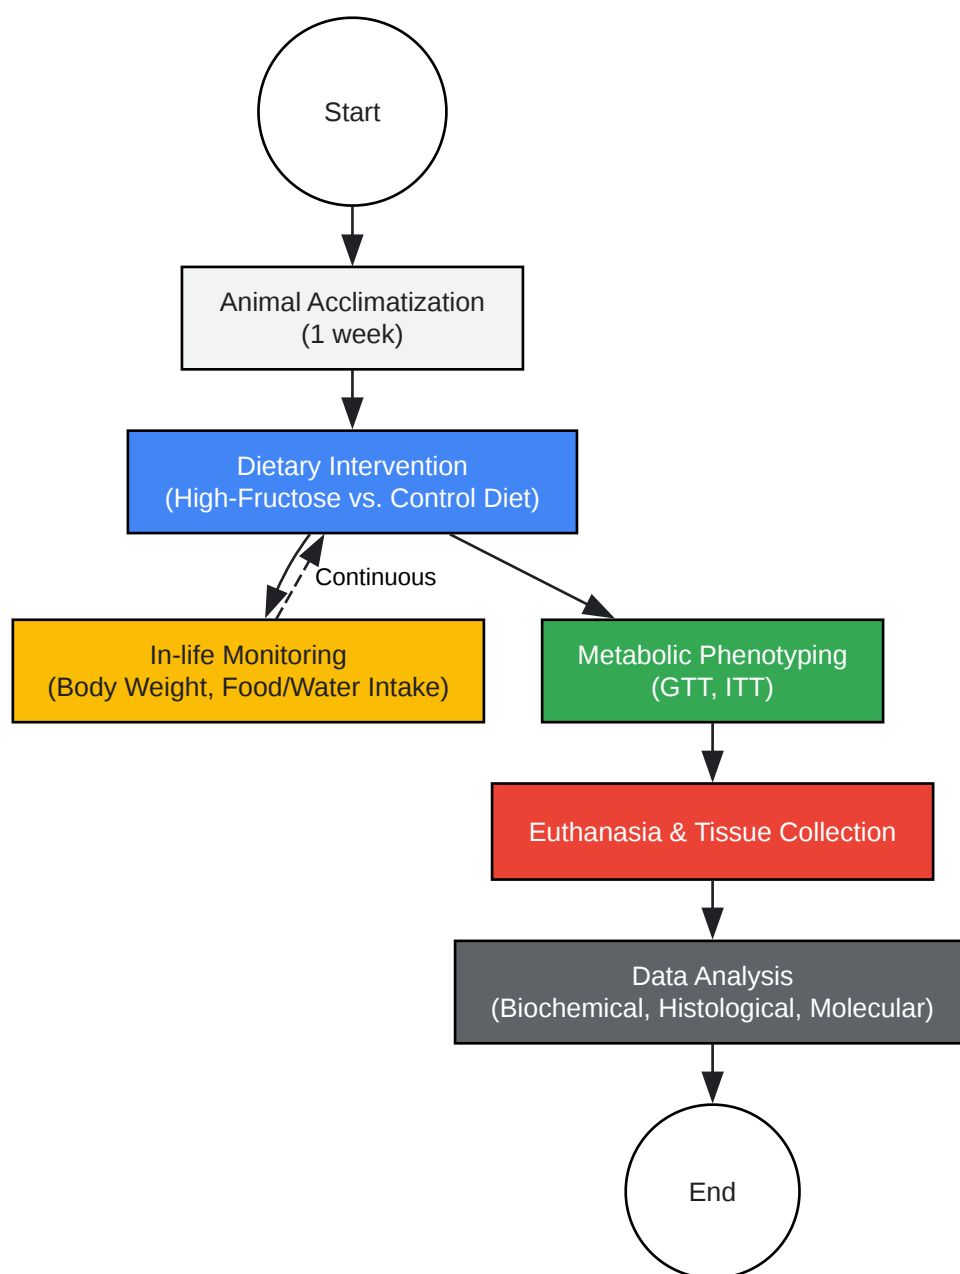 Start
Animal Acclimatization
(1 week)
Dietary Intervention
(High-Fructose vs. Control Diet)
Continuous
In-life Monitoring
(Body Weight, Food/Water Intake)
Metabolic Phenotyping
(GTT, ITT)
Euthanasia & Tissue Collection
Data Analysis
(Biochemical, Histological, Molecular)
End